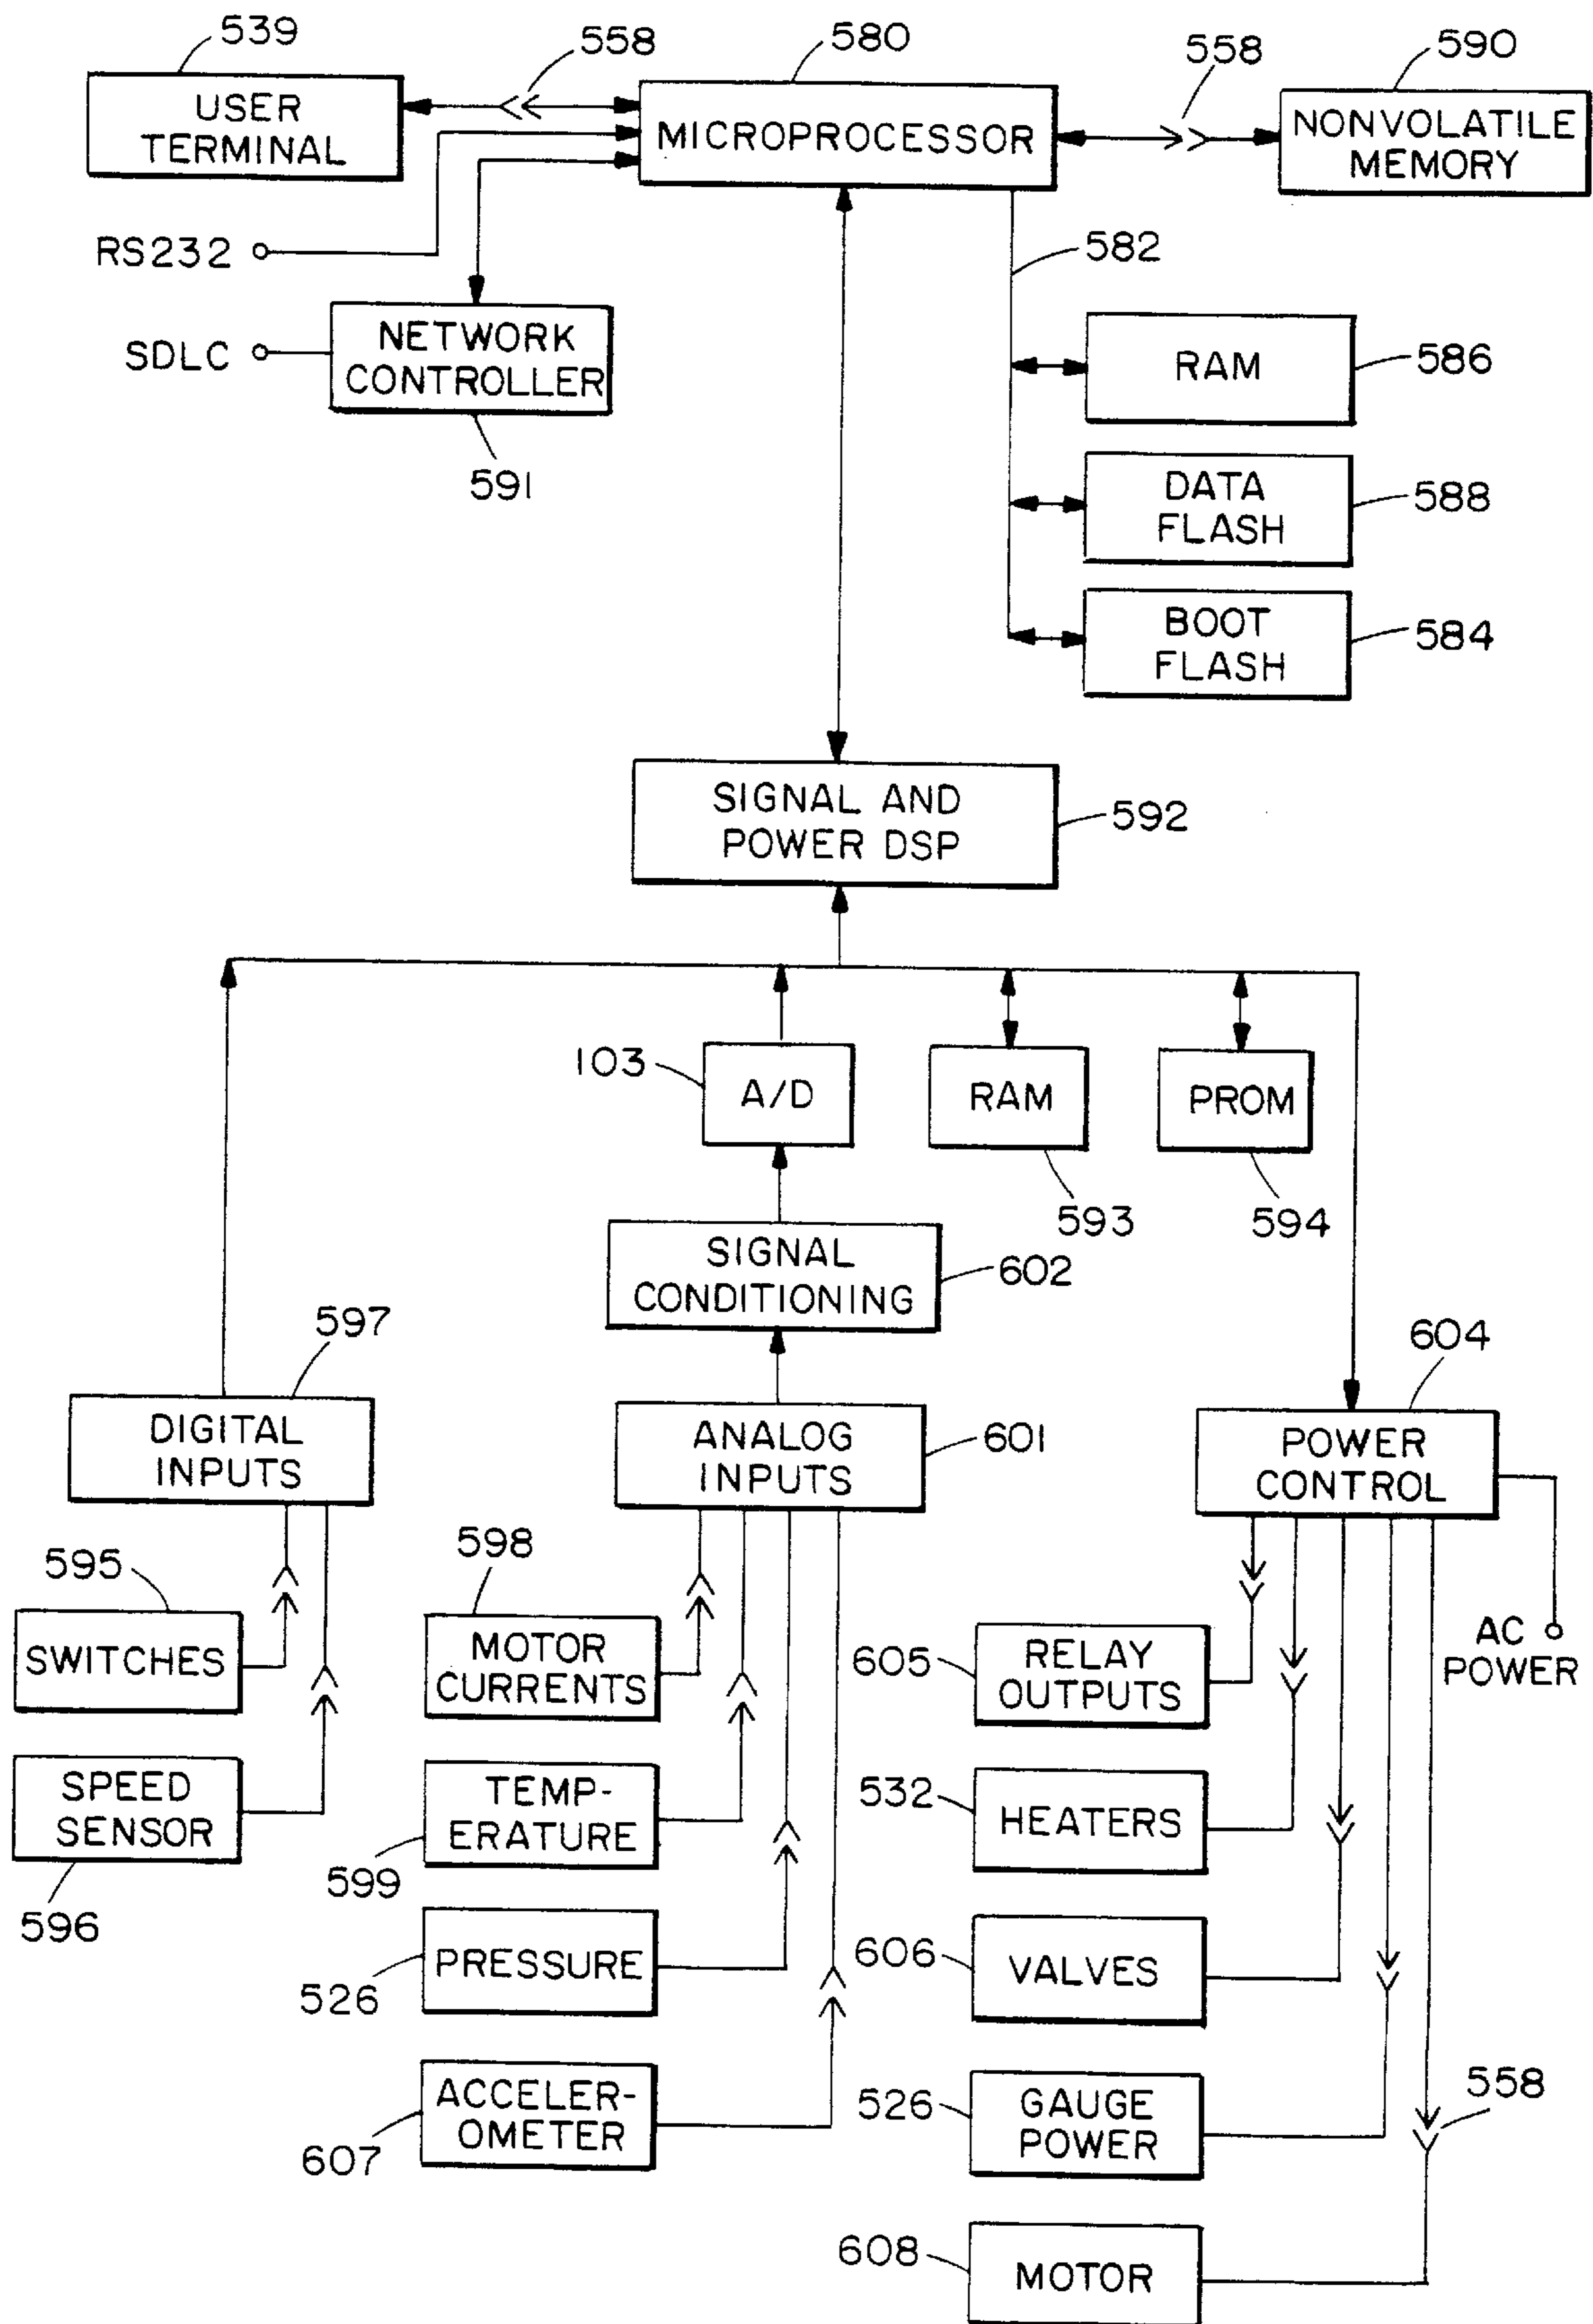 539
558
580
558
590
USER
TERMINAL
MICROPROCESSOR
NONVOLATILE
MEMORY
RS232
582
SDLC
NETWORK
CONTROLLER
591
RAM
586
DATA
FLASH
588
BOOT
FLASH
584
SIGNAL AND
POWER DSP
592
103
A/D
RAM
PROM
593
594
SIGNAL
CONDITIONING
602
597
604
DIGITAL
INPUTS
ANALOG
INPUTS
601
POWER
CONTROL
595
SWITCHES
598
MOTOR
CURRENTS
605
RELAY
OUTPUTS
AC
POWER
SPEED
SENSOR
596
TEMP-
ERATURE
599
532
HEATERS
PRESSURE
526
606
VALVES
ACCELER-
OMETER
607
526
GAUGE
POWER
558
608
MOTOR